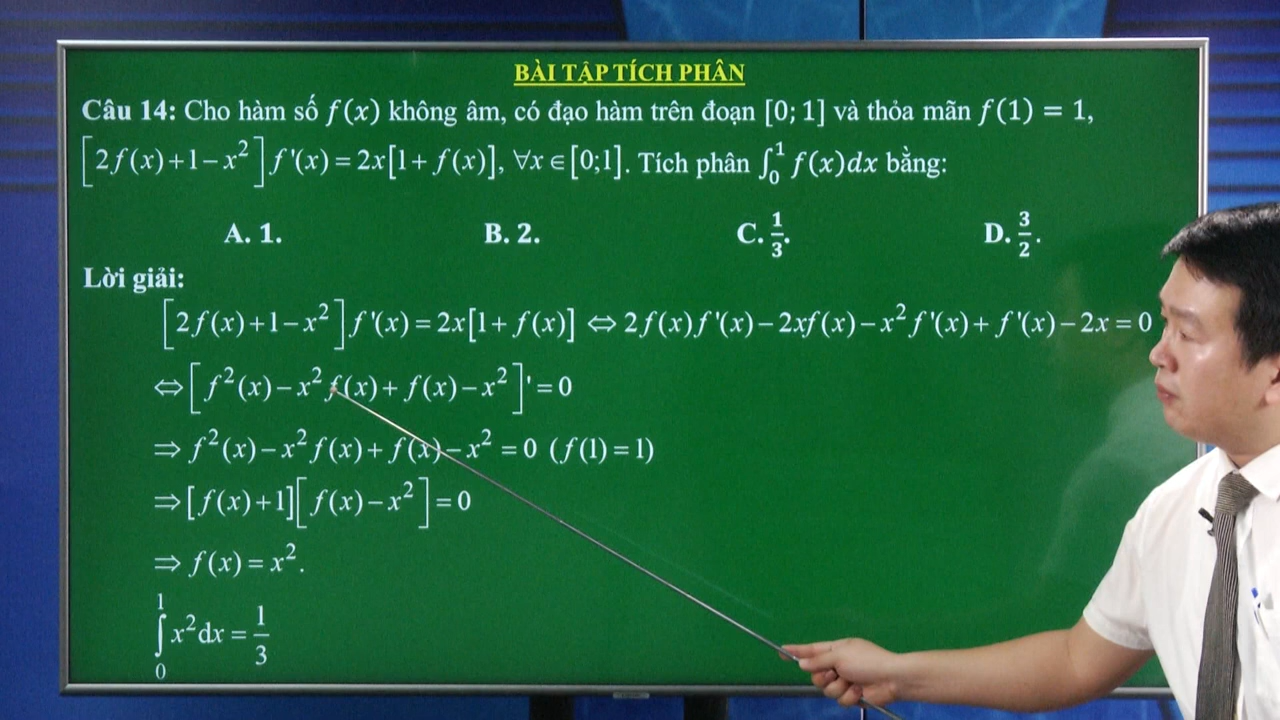 BÀI TẬP TÍCH PHÂN
Câu 14: Cho hàm số f(x) không âm, có đạo hàm trên đoạn [0; 1] và thỏa mãn f(1) = 1,
[2f(x)+1−x²]f'(x)=2x[1+f(x)], ∀x∈[0;1]. Tích phân ∫₀¹ f(x)dx bằng:
A. 1. B. 2. C. 1/3. D. 3/2.
Lời giải:
[2f(x)+1−x²]f'(x)=2x[1+f(x)] ⇔ 2f(x)f'(x)−2xf(x)−x²f'(x)+f'(x)−2x=0
⇔[f²(x)−x²f(x)+f(x)−x²]'=0
⇒ f²(x)−x²f(x)+f(x)−x²=0 (f(1)=1)
⇒[f(x)+1][f(x)−x²]=0
⇒ f(x)=x².
∫₀¹ x²dx = 1/3